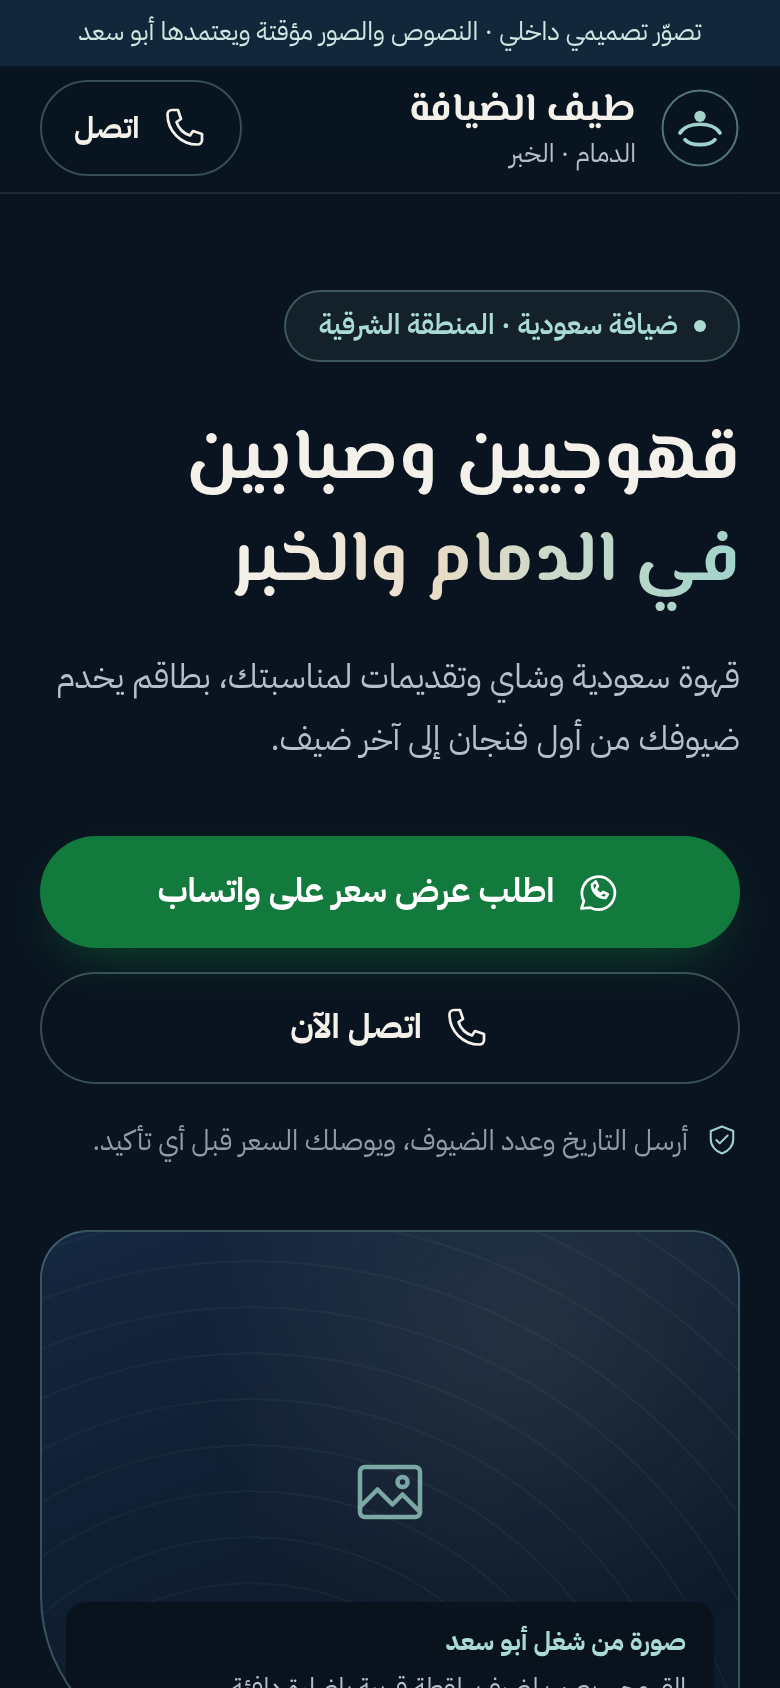 تصوّر تصميمي داخلي · النصوص والصور مؤقتة ويعتمدها أبو سعد
طيف الضيافة
الدمام · الخبر
اتصل
ضيافة سعودية · المنطقة الشرقية
قهوجيين وصبابين
في الدمام والخبر
قهوة سعودية وشاي وتقديمات لمناسبتك، بطاقم يخدم
ضيوفك من أول فنجان إلى آخر ضيف.
اطلب عرض سعر على واتساب
اتصل الآن
أرسل التاريخ وعدد الضيوف، ويوصلك السعر قبل أي تأكيد.
صورة من شغل أبو سعد